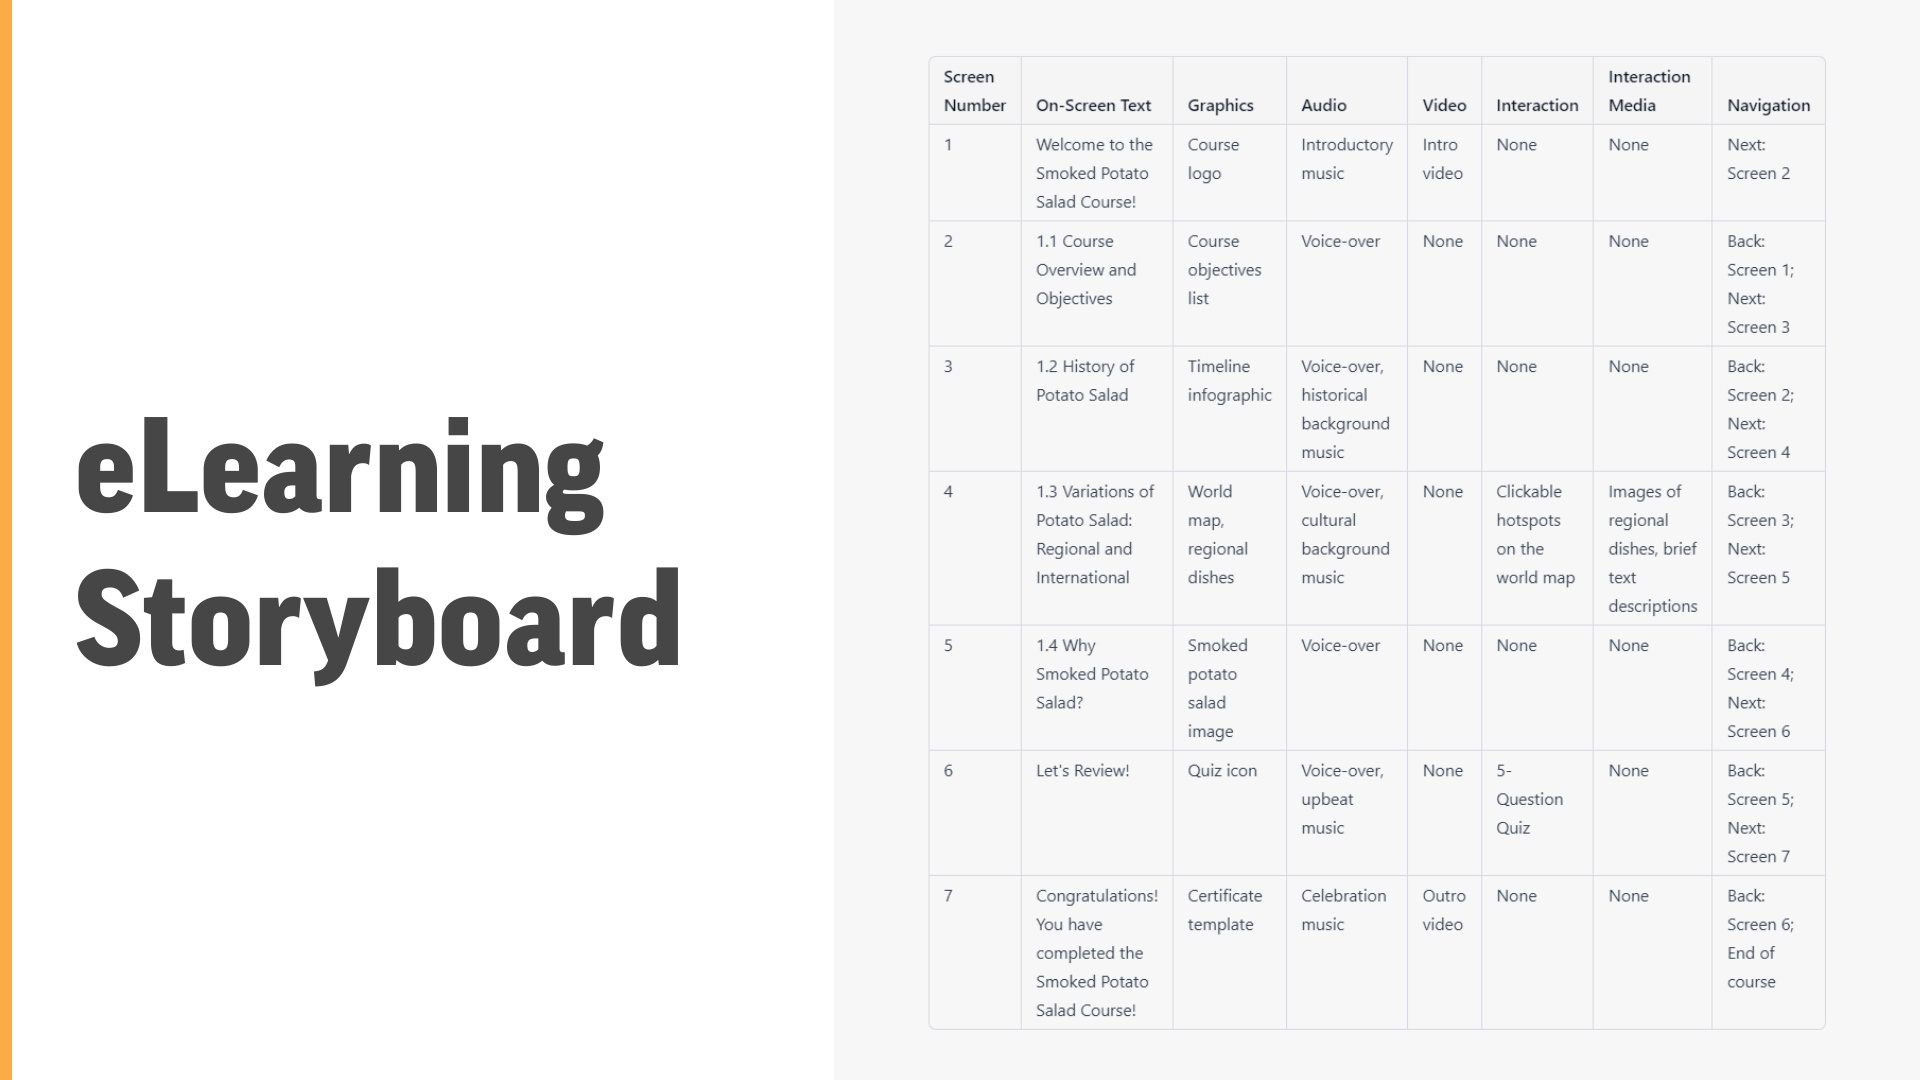 eLearning
Storyboard
Screen
Number
On-Screen Text
Graphics
Audio
Video
Interaction
Interaction
Media
Navigation
1
Welcome to the
Smoked Potato
Salad Course!
Course
logo
Introductory
music
Intro
video
None
None
Next:
Screen 2
2
1.1 Course
Overview and
Objectives
Course
objectives
list
Voice-over
None
None
None
Back:
Screen 1;
Next:
Screen 3
3
1.2 History of
Potato Salad
Timeline
infographic
Voice-over,
historical
background
music
None
None
None
Back:
Screen 2;
Next:
Screen 4
4
1.3 Variations of
Potato Salad:
Regional and
International
World
map,
regional
dishes
Voice-over,
cultural
background
music
None
Clickable
hotspots
on the
world map
Images of
regional
dishes, brief
text
descriptions
Back:
Screen 3;
Next:
Screen 5
5
1.4 Why
Smoked Potato
Salad?
Smoked
potato
salad
image
Voice-over
None
None
None
Back:
Screen 4;
Next:
Screen 6
6
Let's Review!
Quiz icon
Voice-over,
upbeat
music
None
5-
Question
Quiz
None
Back:
Screen 5;
Next:
Screen 7
7
Congratulations!
You have
completed the
Smoked Potato
Salad Course!
Certificate
template
Celebration
music
Outro
video
None
None
Back:
Screen 6;
End of
course